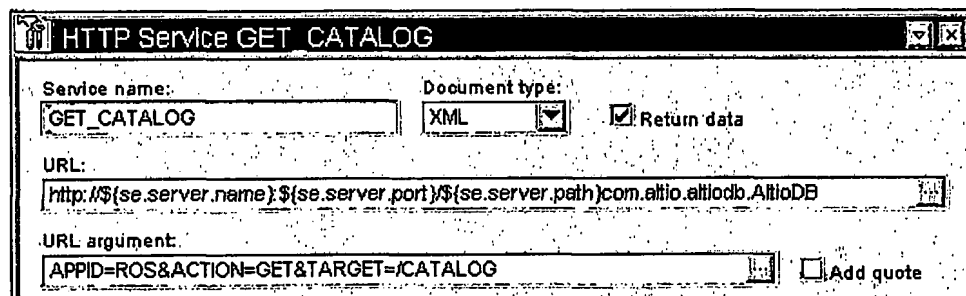 HTTP Service GET_CATALOG
Service name: Document type:
GET_CATALOG XML Return data
URL:
http://${se.server.name}:${se.server.port}/${se.server.path}com.altio.altiodb.AltioDB
URL argument:
APPID=ROS&ACTION=GET&TARGET=/CATALOG Add quote